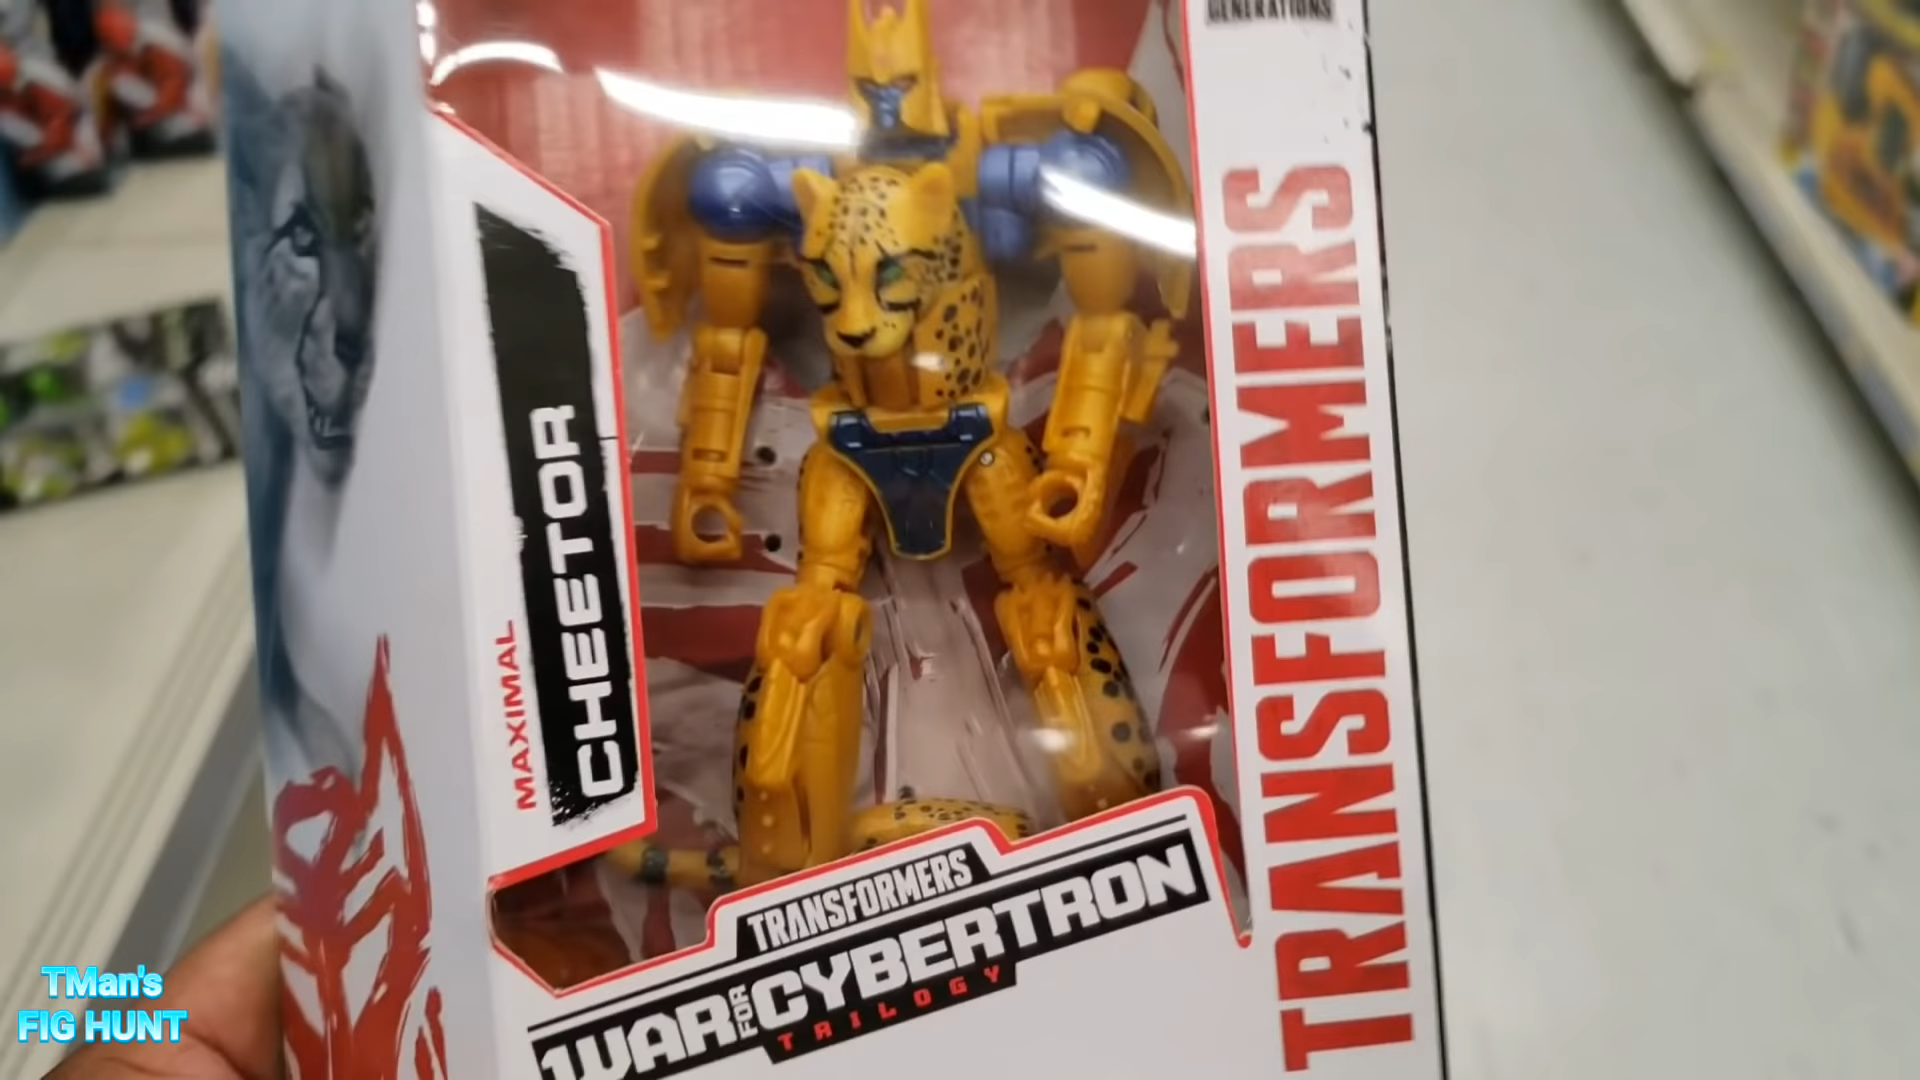 GENERATIONS
TRANSFORMERS
MAXIMAL
CHEETOR
TRANSFORMERS
WAR FOR CYBERTRON
TRILOGY
TMan's
FIG HUNT